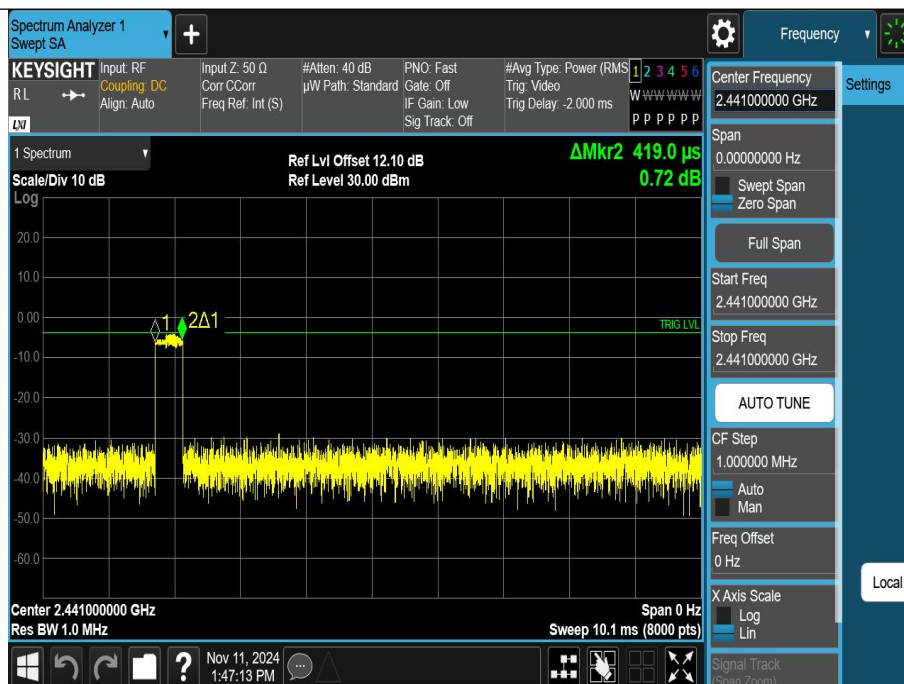 Spectrum Analyzer 1
Swept SA
+
Frequency
KEYSIGHT
RL
LXI
Input: RF
Coupling: DC
Align: Auto
Input Z: 50 Ω
Corr CCorr
Freq Ref: Int (S)
#Atten: 40 dB
µW Path: Standard
PNO: Fast
Gate: Off
IF Gain: Low
Sig Track: Off
#Avg Type: Power (RMS
Trig: Video
Trig Delay: -2.000 ms
1 2 3 4 5 6
W W W W W W
P P P P P P
1 Spectrum
Scale/Div 10 dB
Ref Lvl Offset 12.10 dB
Ref Level 30.00 dBm
ΔMkr2 419.0 µs
0.72 dB
Log
20.0
10.0
0.00
-10.0
-20.0
-30.0
-40.0
-50.0
-60.0
1
2Δ1
TRIG LVL
Center 2.441000000 GHz
Res BW 1.0 MHz
Span 0 Hz
Sweep 10.1 ms (8000 pts)
Nov 11, 2024
1:47:13 PM
?
Center Frequency
2.441000000 GHz
Span
0.00000000 Hz
Swept Span
Zero Span
Full Span
Start Freq
2.441000000 GHz
Stop Freq
2.441000000 GHz
AUTO TUNE
CF Step
1.000000 MHz
Auto
Man
Freq Offset
0 Hz
X Axis Scale
Log
Lin
Signal Track
(Span Zoom)
Settings
Local